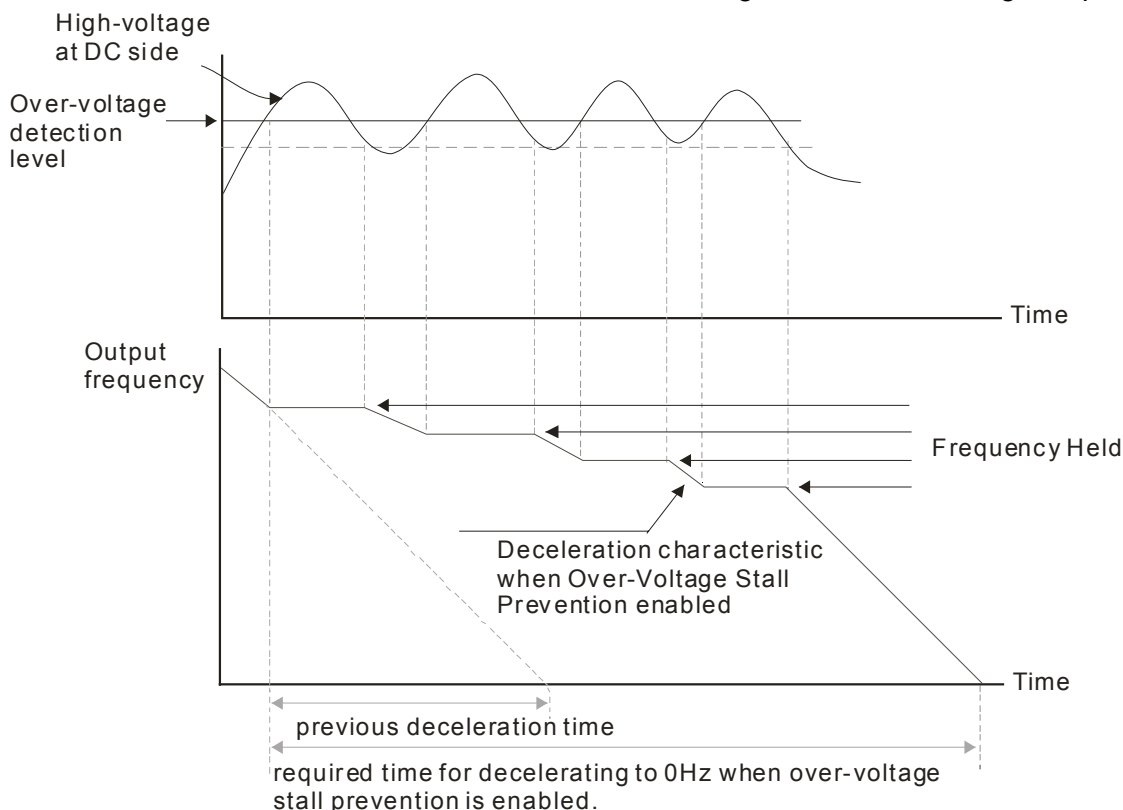 High-voltage
at DC side
Over-voltage
detection
level
Time
Output
frequency
Frequency Held
Deceleration characteristic
when Over-Voltage Stall
Prevention enabled
Time
previous deceleration time
required time for decelerating to 0Hz when over-voltage
stall prevention is enabled.